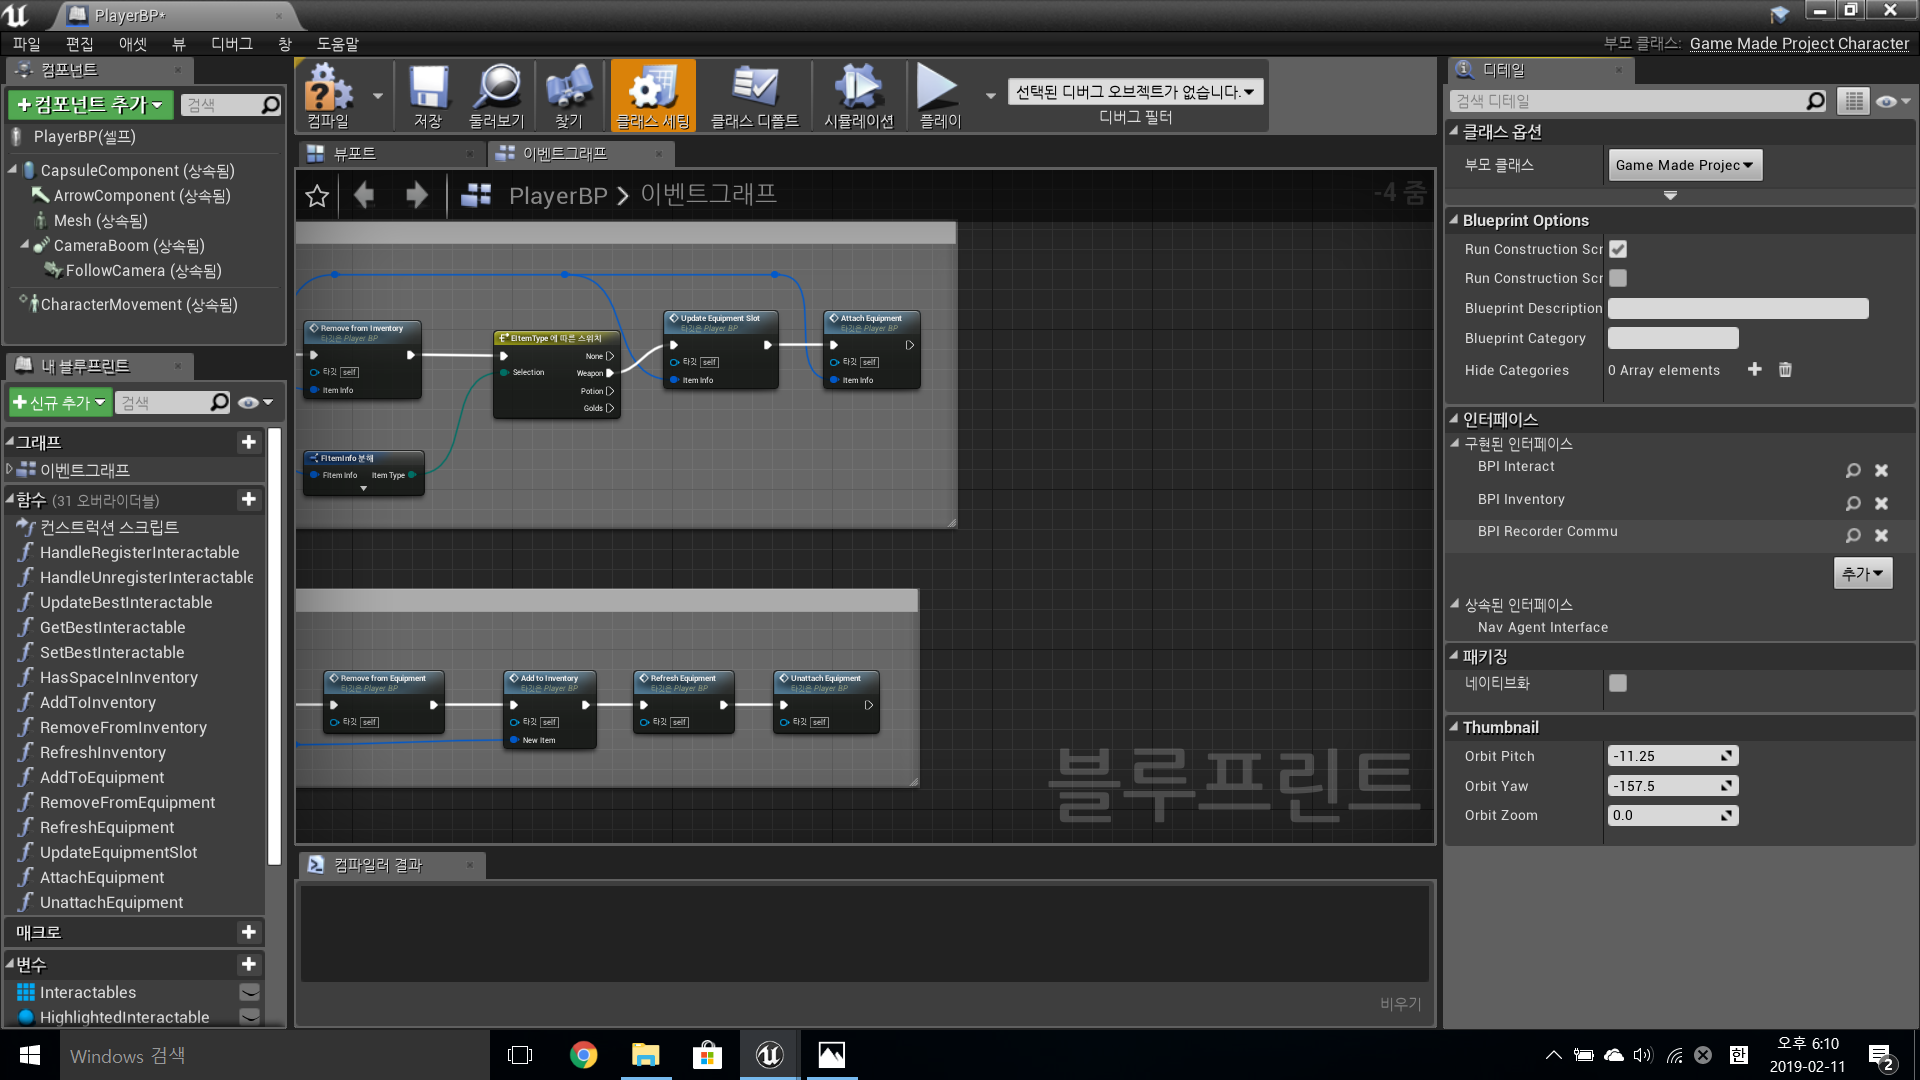 PlayerBP*
파일 편집 애셋 뷰 디버그 창 도움말
부모 클래스: Game Made Project Character
컴포넌트
+컴포넌트 추가
검색
PlayerBP(셀프)
CapsuleComponent (상속됨)
ArrowComponent (상속됨)
Mesh (상속됨)
CameraBoom (상속됨)
FollowCamera (상속됨)
CharacterMovement (상속됨)
내 블루프린트
+신규 추가
검색
그래프
이벤트그래프
함수 (31 오버라이더블)
컨스트럭션 스크립트
HandleRegisterInteractable
HandleUnregisterInteractable
UpdateBestInteractable
GetBestInteractable
SetBestInteractable
HasSpaceInInventory
AddToInventory
RemoveFromInventory
RefreshInventory
AddToEquipment
RemoveFromEquipment
RefreshEquipment
UpdateEquipmentSlot
AttachEquipment
UnattachEquipment
매크로
변수
Interactables
HighlightedInteractable
컴파일
저장
둘러보기
찾기
클래스 세팅
클래스 디폴트
시뮬레이션
플레이
선택된 디버그 오브젝트가 없습니다.
디버그 필터
뷰포트
이벤트그래프
PlayerBP > 이벤트그래프
-4 줌
Remove from Inventory
타깃은 Player BP
타깃 self
Item Info
EItemType 에 따른 스위치
None
Selection
Weapon
Potion
Golds
Update Equipment Slot
타깃은 Player BP
타깃 self
Item Info
Attach Equipment
타깃은 Player BP
타깃 self
Item Info
FItemInfo 분해
FItem Info
Item Type
Remove from Equipment
타깃은 Player BP
타깃 self
Add to Inventory
타깃은 Player BP
타깃 self
New Item
Refresh Equipment
타깃은 Player BP
타깃 self
Unattach Equipment
타깃은 Player BP
타깃 self
블루프린트
컴파일러 결과
비우기
디테일
검색 디테일
클래스 옵션
부모 클래스
Game Made Projec
Blueprint Options
Run Construction Scr
Run Construction Scr
Blueprint Description
Blueprint Category
Hide Categories
0 Array elements
인터페이스
구현된 인터페이스
BPI Interact
BPI Inventory
BPI Recorder Commu
추가
상속된 인터페이스
Nav Agent Interface
패키징
네이티브화
Thumbnail
Orbit Pitch
-11.25
Orbit Yaw
-157.5
Orbit Zoom
0.0
Windows 검색
한
오후 6:10
2019-02-11
2